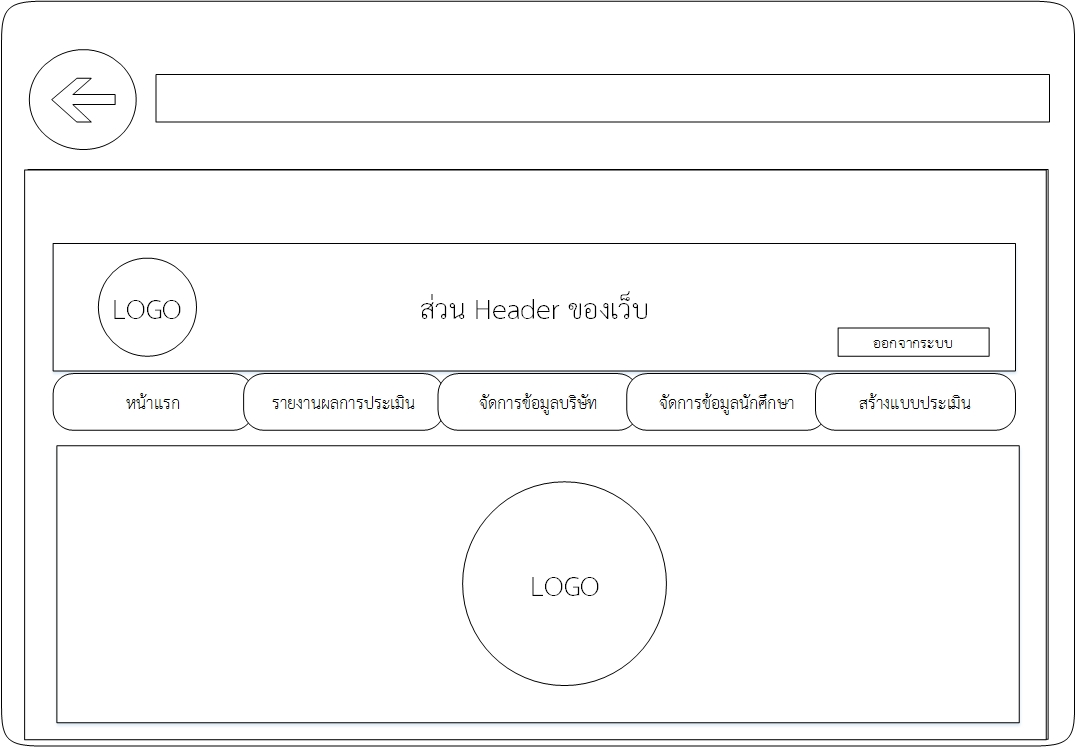 LOGO
ส่วน Header ของเว็บ
ออกจากระบบ
หน้าแรก
รายงานผลการประเมิน
จัดการข้อมูลบริษัท
จัดการข้อมูลนักศึกษา
สร้างแบบประเมิน
LOGO